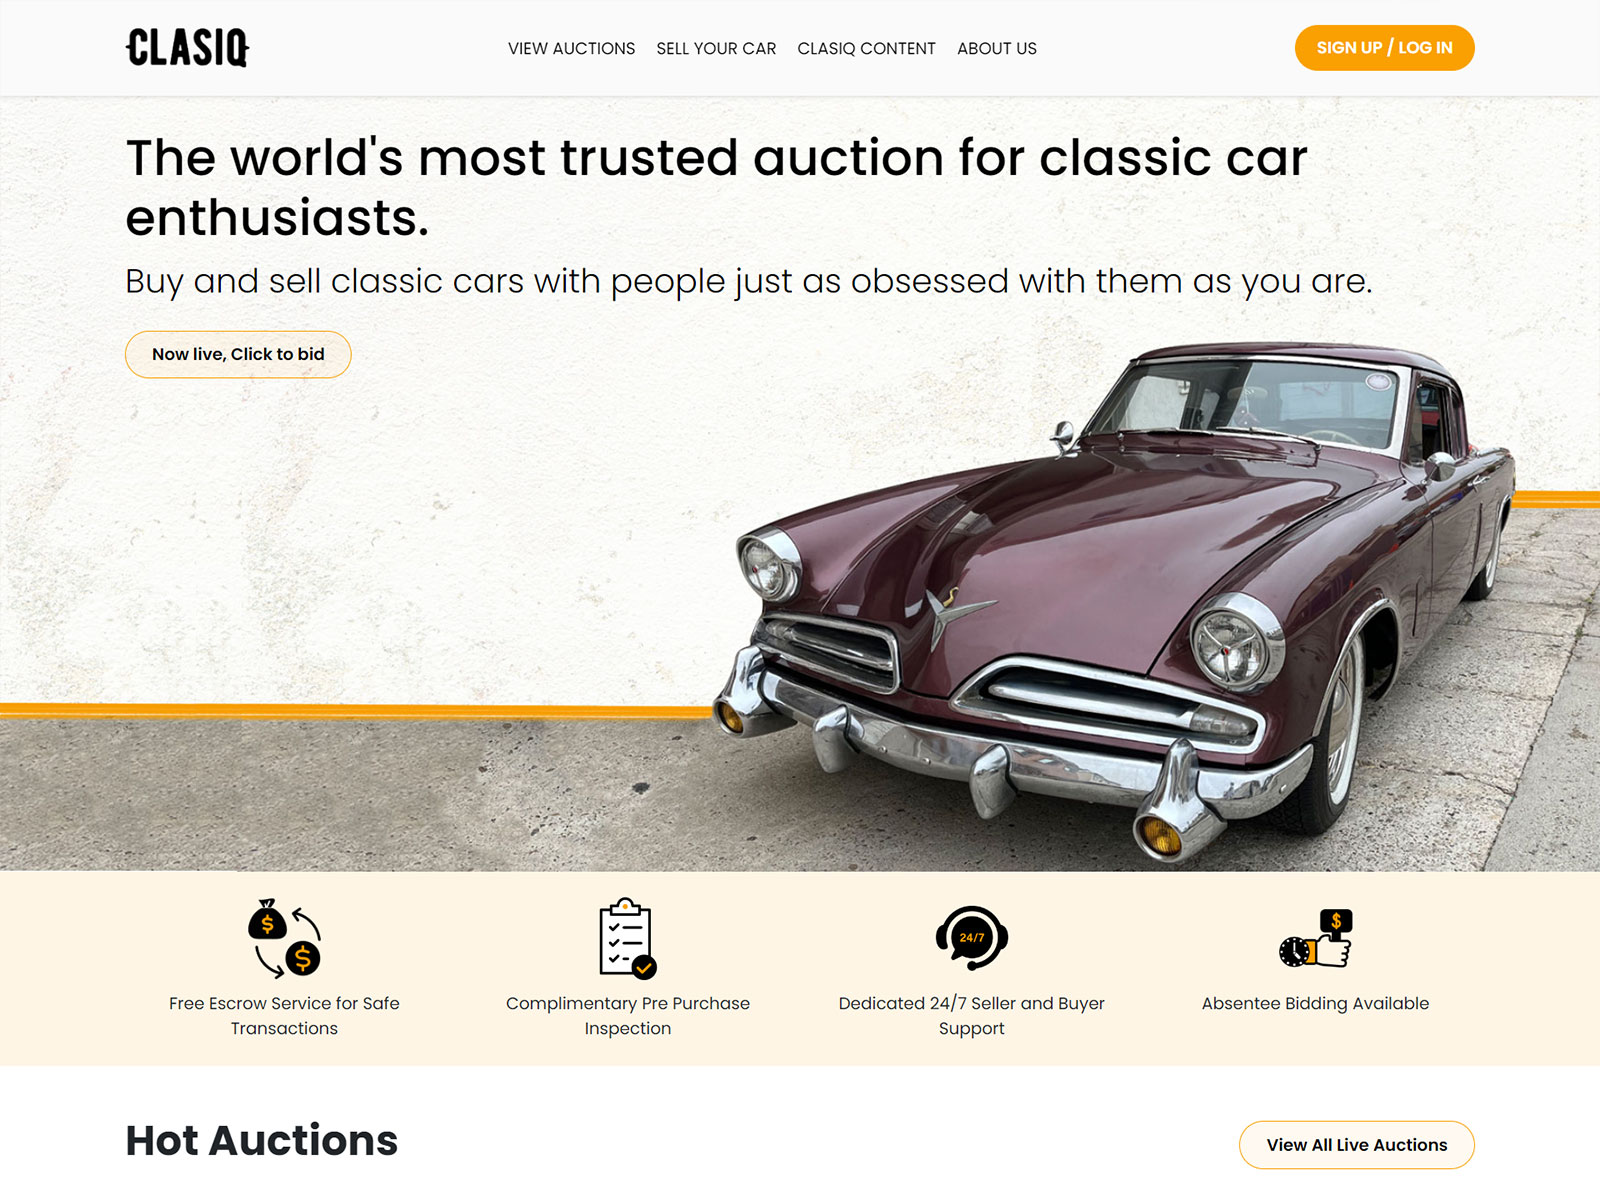 CLASIQ
VIEW AUCTIONS
SELL YOUR CAR
CLASIQ CONTENT
ABOUT US
SIGN UP / LOG IN
The world's most trusted auction for classic car
enthusiasts.
Buy and sell classic cars with people just as obsessed with them as you are.
Now live, Click to bid
$
$
24/7
$
Free Escrow Service for Safe
Transactions
Complimentary Pre Purchase
Inspection
Dedicated 24/7 Seller and Buyer
Support
Absentee Bidding Available
Hot Auctions
View All Live Auctions